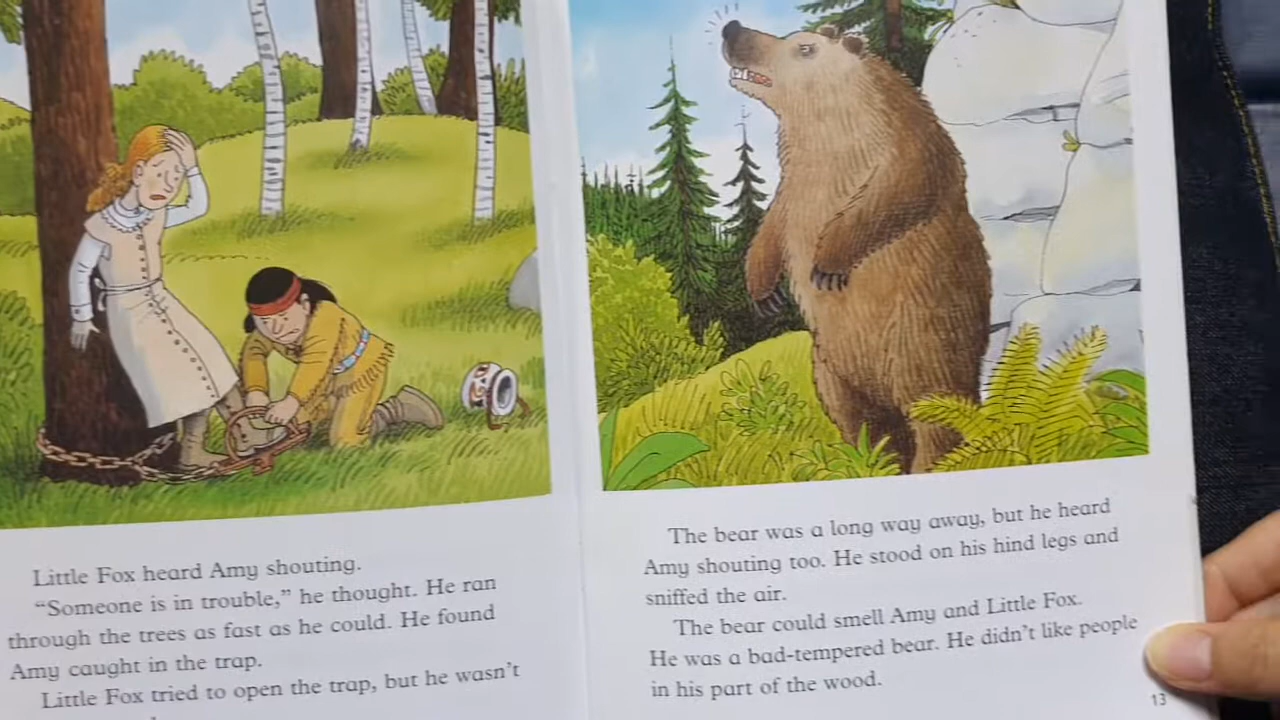 Little Fox heard Amy shouting.
“Someone is in trouble,” he thought. He ran
through the trees as fast as he could. He found
Amy caught in the trap.
Little Fox tried to open the trap, but he wasn’t
The bear was a long way away, but he heard
Amy shouting too. He stood on his hind legs and
sniffed the air.
The bear could smell Amy and Little Fox.
He was a bad-tempered bear. He didn’t like people
in his part of the wood.
13